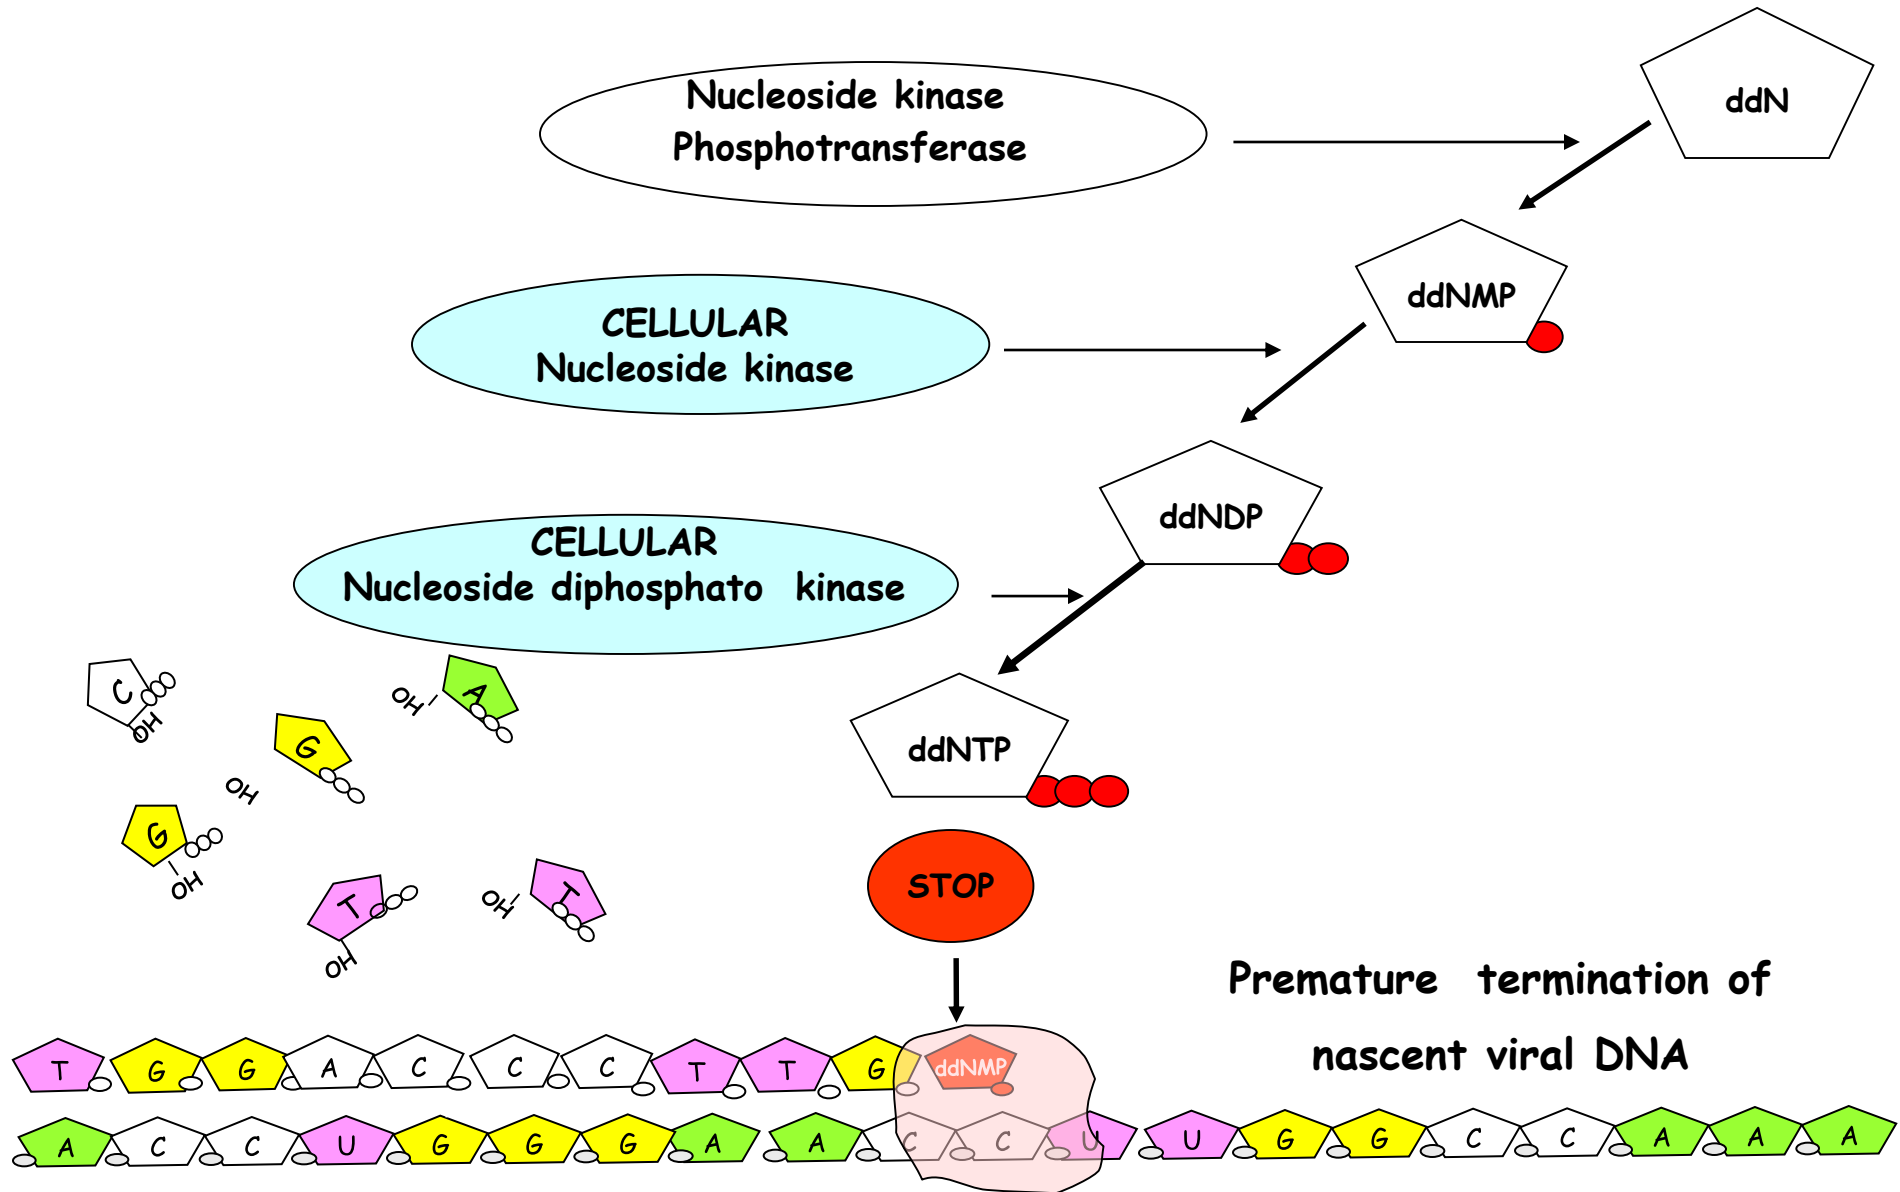 Nucleoside kinase
Phosphotransferase
ddN
ddNMP
CELLULAR
Nucleoside kinase
ddNDP
CELLULAR
Nucleoside diphosphato kinase
ddNTP
C
OH
OH
A
G
OH
G
OH
T
OH
OH
T
STOP
Premature termination of
nascent viral DNA
T G G A C C C T T G ddNMP
A C C U G G G A A C C U U G G C C A A A